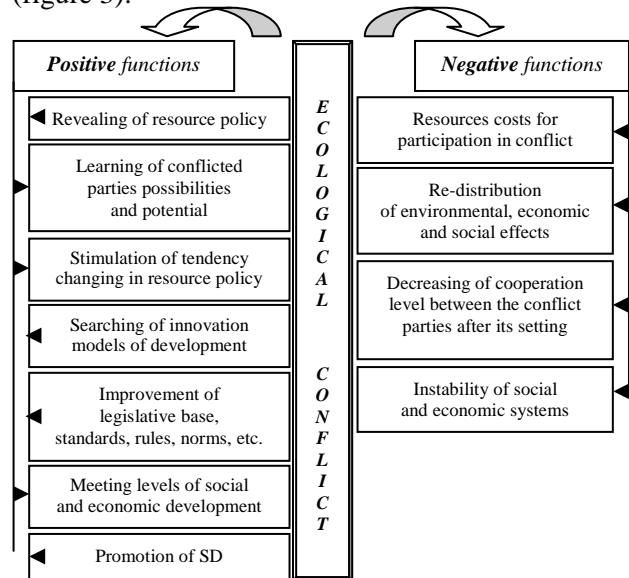 (figure 3).
Positive functions
Revealing of resource policy
Learning of conflicted
parties possibilities
and potential
Stimulation of tendency
changing in resource policy
Searching of innovation
models of development
Improvement of
legislative base,
standards, rules, norms, etc.
Meeting levels of social
and economic development
Promotion of SD
ECOLOGICAL CONFLICT
Negative functions
Resources costs for
participation in conflict
Re-distribution
of environmental, economic
and social effects
Decreasing of cooperation
level between the conflict
parties after its setting
Instability of social
and economic systems